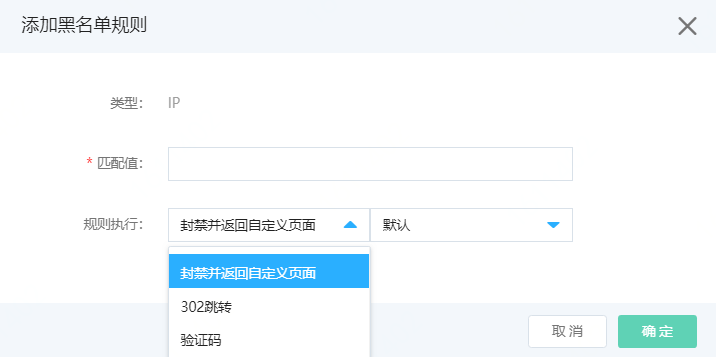 添加黑名单规则
类型： IP
* 匹配值：
规则执行： 封禁并返回自定义页面 默认
封禁并返回自定义页面
302跳转
验证码
取消 确定